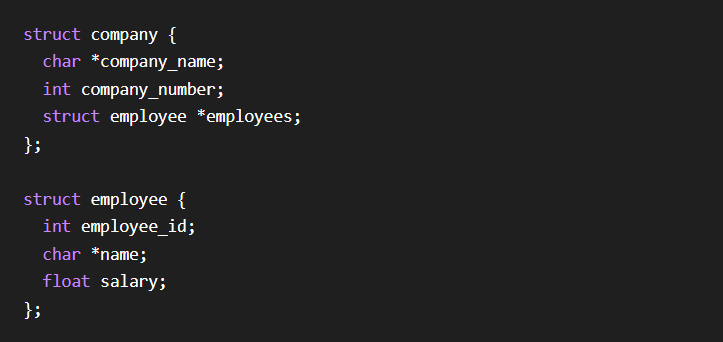 struct company {
  char *company_name;
  int company_number;
  struct employee *employees;
};

struct employee {
  int employee_id;
  char *name;
  float salary;
};